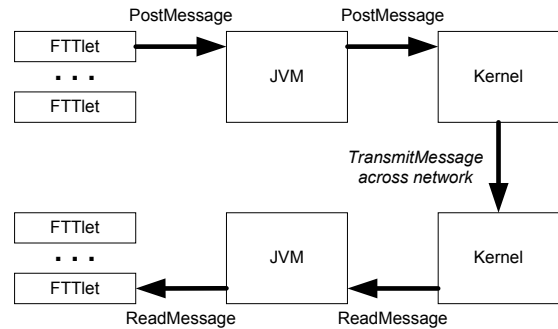 PostMessage
PostMessage
FTTlet
. . .
FTTlet
JVM
Kernel
TransmitMessage
across network
FTTlet
. . .
FTTlet
JVM
Kernel
ReadMessage
ReadMessage